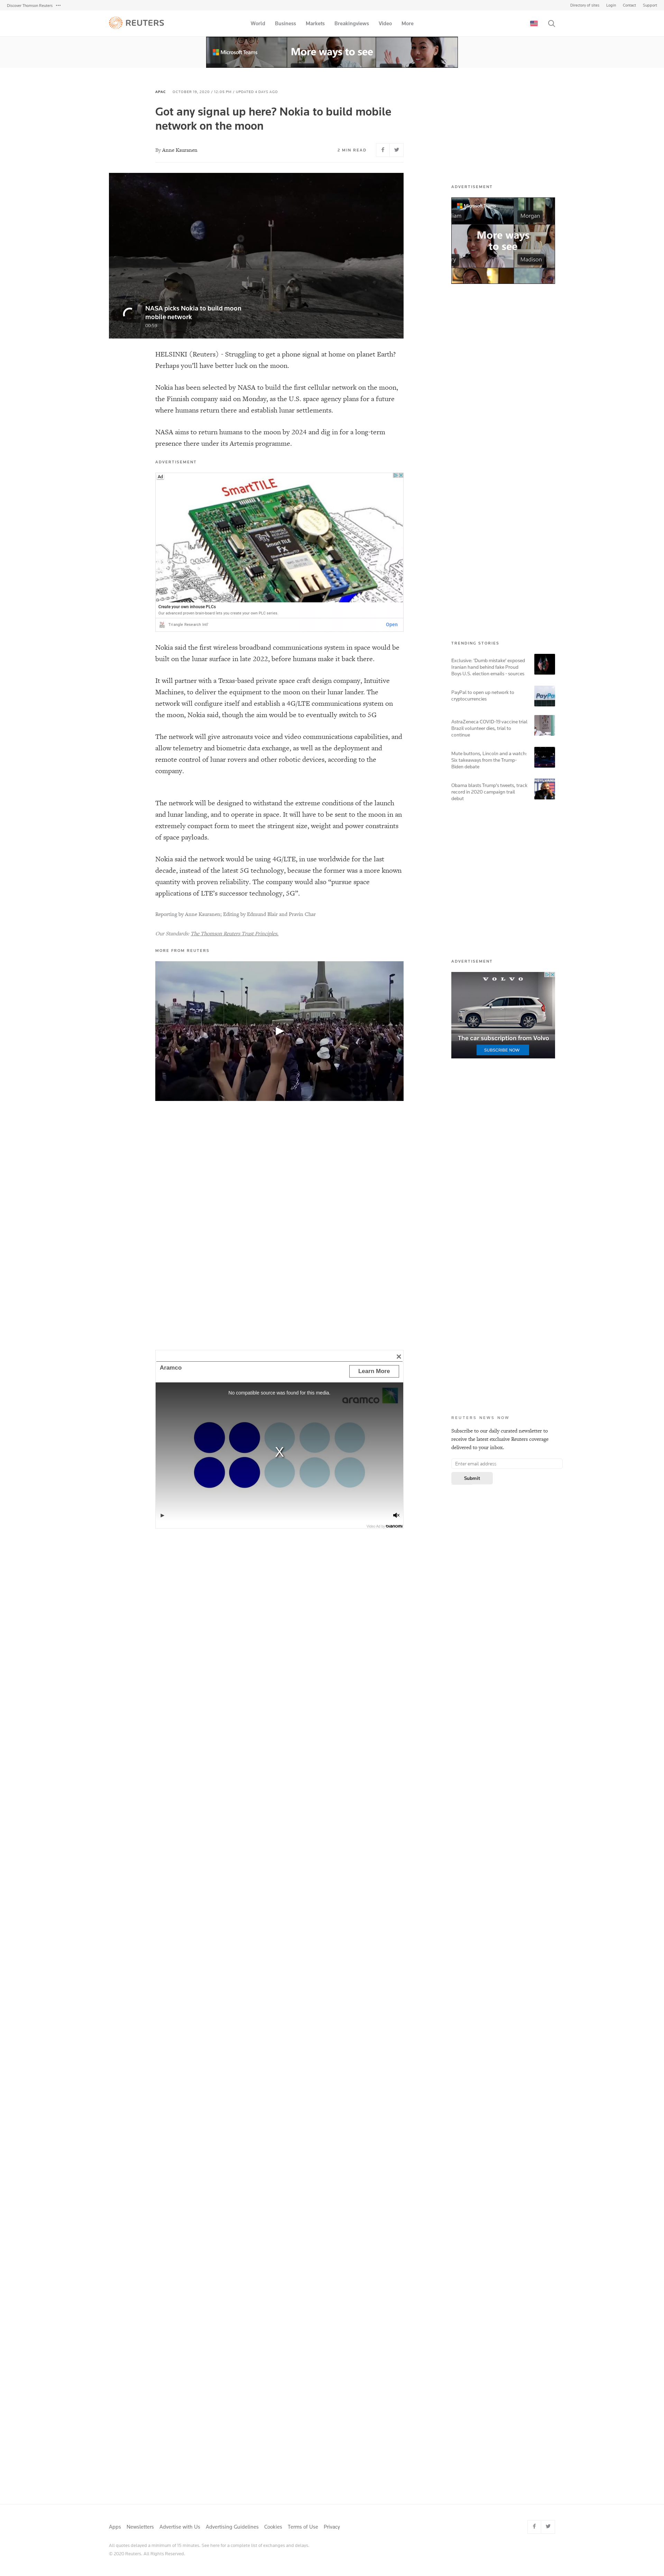 Discover Thomson Reuters
Directory of sites Login Contact Support
REUTERS
World Business Markets Breakingviews Video More
Microsoft Teams
More ways to see
APAC OCTOBER 19, 2020 / 12:06 PM / UPDATED 4 DAYS AGO
Got any signal up here? Nokia to build mobile
network on the moon
By Anne Kauranen
2 MIN READ
NASA picks Nokia to build moon
mobile network
00:59
HELSINKI (Reuters) - Struggling to get a phone signal at home on planet Earth?
Perhaps you’ll have better luck on the moon.
Nokia has been selected by NASA to build the first cellular network on the moon,
the Finnish company said on Monday, as the U.S. space agency plans for a future
where humans return there and establish lunar settlements.
NASA aims to return humans to the moon by 2024 and dig in for a long-term
presence there under its Artemis programme.
ADVERTISEMENT
Ad
SmartTILE
Smart TILE
Fx
Create your own inhouse PLCs
Our advanced proven brain-board lets you create your own PLC series
Triangle Research Intl
Open
Nokia said the first wireless broadband communications system in space would be
built on the lunar surface in late 2022, before humans make it back there.
It will partner with a Texas-based private space craft design company, Intuitive
Machines, to deliver the equipment to the moon on their lunar lander. The
network will configure itself and establish a 4G/LTE communications system on
the moon, Nokia said, though the aim would be to eventually switch to 5G
The network will give astronauts voice and video communications capabilities, and
allow telemetry and biometric data exchange, as well as the deployment and
remote control of lunar rovers and other robotic devices, according to the
company.
The network will be designed to withstand the extreme conditions of the launch
and lunar landing, and to operate in space. It will have to be sent to the moon in an
extremely compact form to meet the stringent size, weight and power constraints
of space payloads.
Nokia said the network would be using 4G/LTE, in use worldwide for the last
decade, instead of the latest 5G technology, because the former was a more known
quantity with proven reliability. The company would also “pursue space
applications of LTE’s successor technology, 5G”.
Reporting by Anne Kauranen; Editing by Edmund Blair and Pravin Char
Our Standards: The Thomson Reuters Trust Principles.
MORE FROM REUTERS
Aramco
Learn More
No compatible source was found for this media.
aramco
ADVERTISEMENT
Microsoft Teams
iam
Morgan
More ways
to see
ry
Madison
TRENDING STORIES
Exclusive: 'Dumb mistake' exposed
Iranian hand behind fake Proud
Boys U.S. election emails - sources
PayPal to open up network to
cryptocurrencies
PayPa
AstraZeneca COVID-19 vaccine trial
Brazil volunteer dies, trial to
continue
Mute buttons, Lincoln and a watch:
Six takeaways from the Trump-
Biden debate
Obama blasts Trump's tweets, track
record in 2020 campaign trail
debut
ADVERTISEMENT
VOLVO
The car subscription from Volvo
SUBSCRIBE NOW
REUTERS NEWS NOW
Subscribe to our daily curated newsletter to
receive the latest exclusive Reuters coverage
delivered to your inbox.
Enter email address
Submit
Apps Newsletters Advertise with Us Advertising Guidelines Cookies Terms of Use Privacy
All quotes delayed a minimum of 15 minutes. See here for a complete list of exchanges and delays.
© 2020 Reuters. All Rights Reserved.